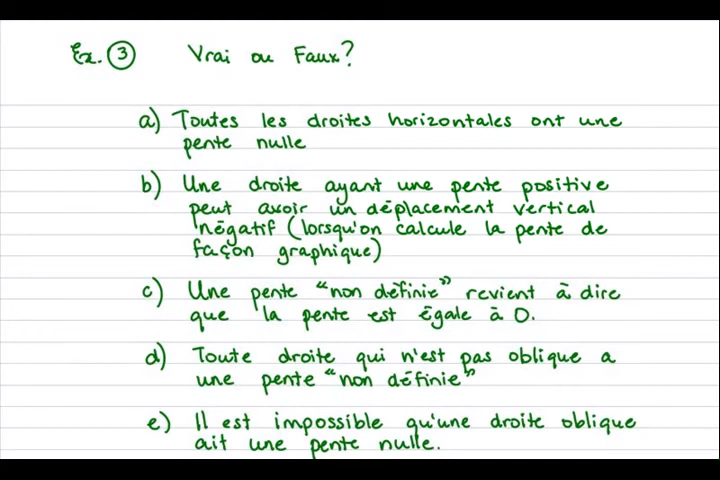 Ex. 3 Vrai ou Faux?
a) Toutes les droites horizontales ont une
pente nulle
b) Une droite ayant une pente positive
peut avoir un déplacement vertical
négatif (lorsqu'on calcule la pente de
façon graphique)
c) Une pente "non définie" revient à dire
que la pente est égale à 0.
d) Toute droite qui n'est pas oblique a
une pente "non définie"
e) Il est impossible qu'une droite oblique
ait une pente nulle.